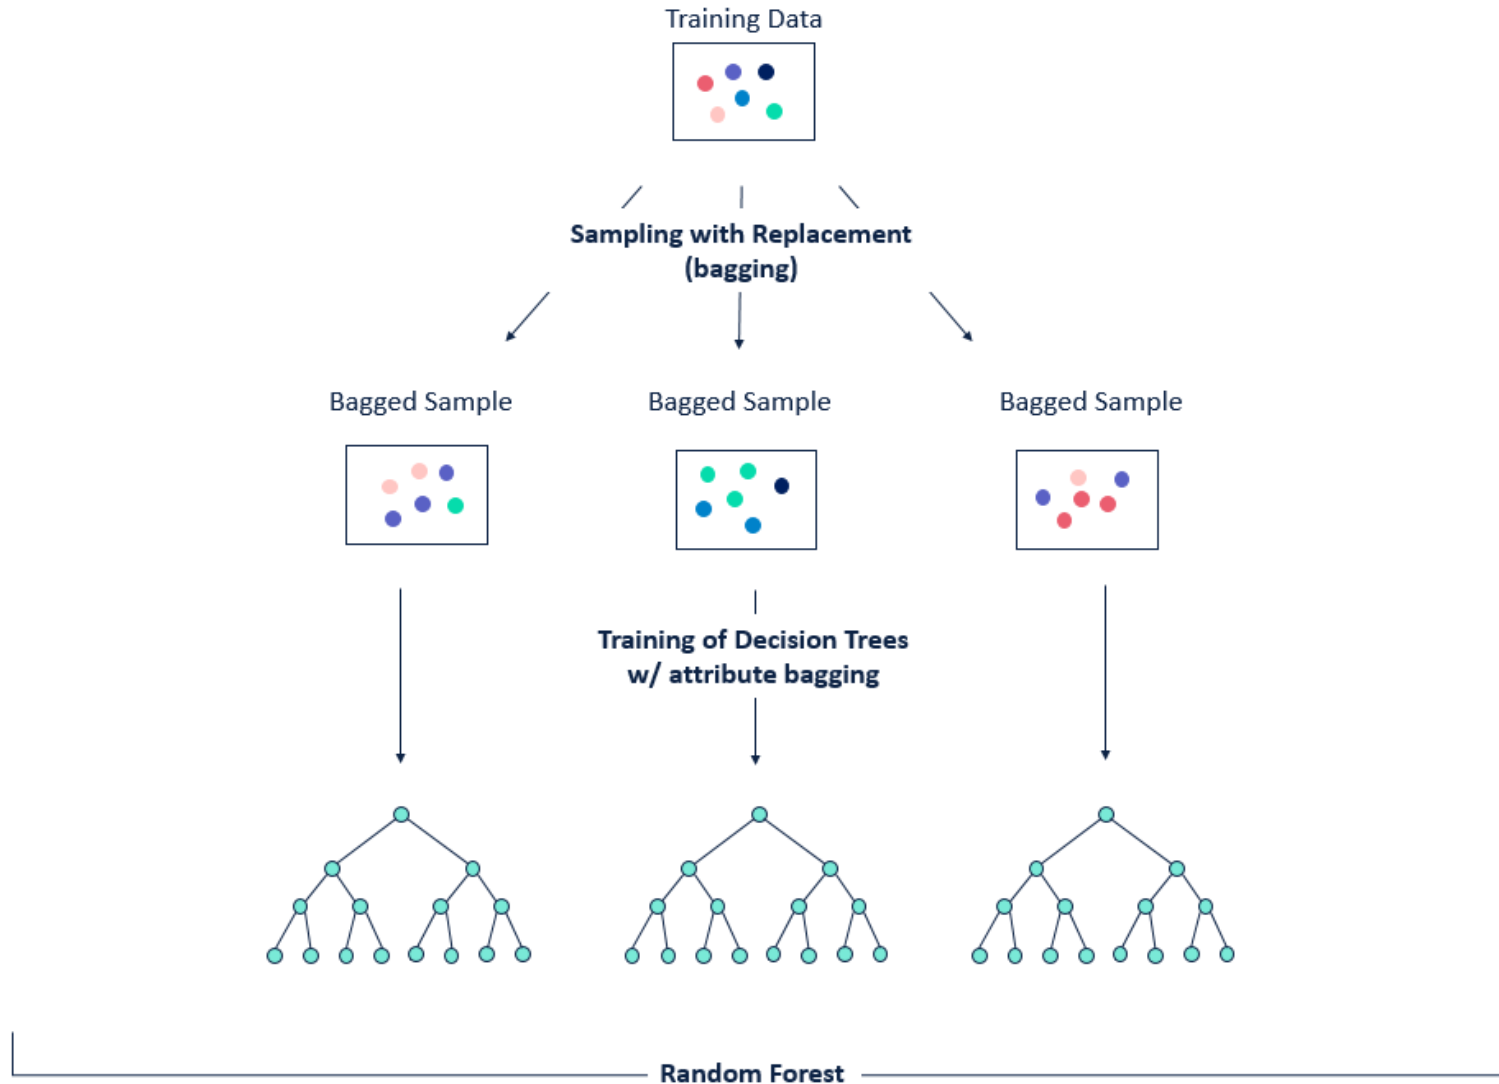 Training Data
Sampling with Replacement
(bagging)
Bagged Sample
Bagged Sample
Bagged Sample
Training of Decision Trees
w/ attribute bagging
Random Forest